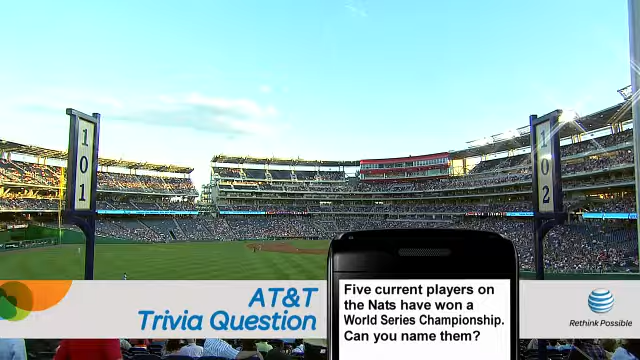 101
102
AT&T
Trivia Question
Five current players on
the Nats have won a
World Series Championship.
Can you name them?
at&t
Rethink Possible